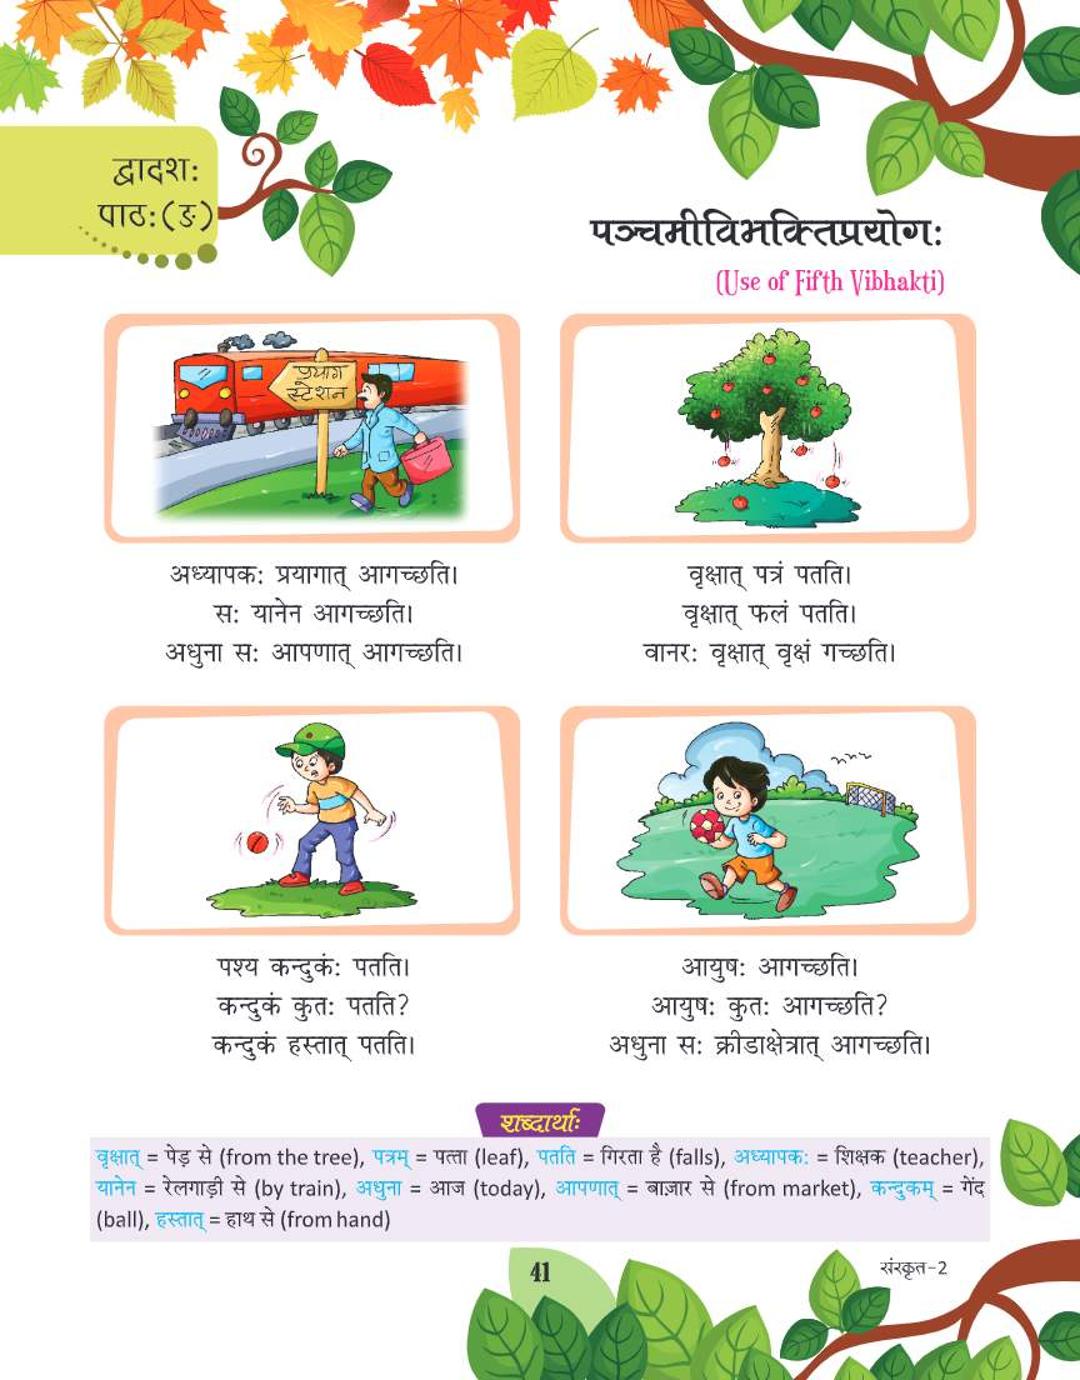 द्वादशः
पाठः(ङ)
पञ्चमीविभक्तिप्रयोगः
(Use of Fifth Vibhakti)
प्रयाग
स्टेशन
अध्यापकः प्रयागात् आगच्छति।
सः यानेन आगच्छति।
अधुना सः आपणात् आगच्छति।
वृक्षात् पत्रं पतति।
वृक्षात् फलं पतति।
वानरः वृक्षात् वृक्षं गच्छति।
पश्य कन्दुकंः पतति।
कन्दुकं कुतः पतति?
कन्दुकं हस्तात् पतति।
आयुषः आगच्छति।
आयुषः कुतः आगच्छति?
अधुना सः क्रीडाक्षेत्रात् आगच्छति।
शब्दार्थाः
वृक्षात् = पेड़ से (from the tree), पत्रम् = पत्ता (leaf), पतति = गिरता है (falls), अध्यापकः = शिक्षक (teacher),
यानेन = रेलगाड़ी से (by train), अधुना = आज (today), आपणात् = बाज़ार से (from market), कन्दुकम् = गेंद
(ball), हस्तात् = हाथ से (from hand)
41
संस्कृत-2